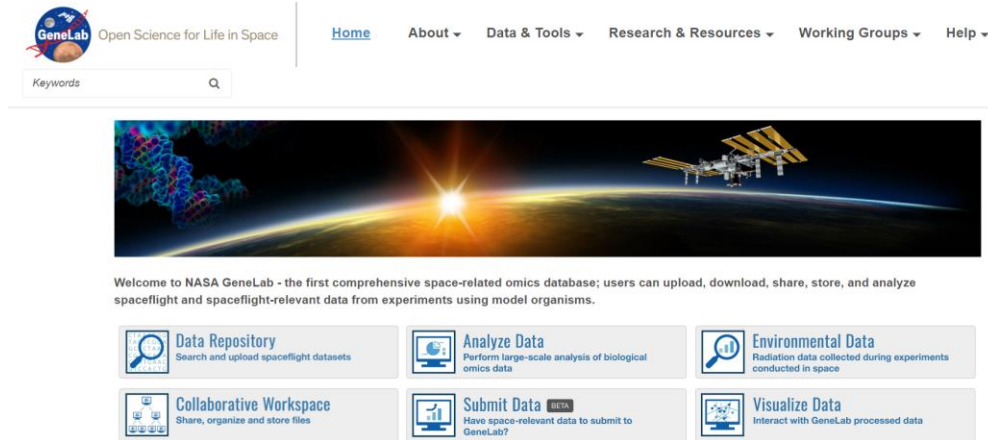 GeneLab
Open Science for Life in Space
Home
About
Data & Tools
Research & Resources
Working Groups
Help
Keywords
Welcome to NASA GeneLab - the first comprehensive space-related omics database; users can upload, download, share, store, and analyze
spaceflight and spaceflight-relevant data from experiments using model organisms.
Data Repository
Search and upload spaceflight datasets
Analyze Data
Perform large-scale analysis of biological
omics data
Environmental Data
Radiation data collected during experiments
conducted in space
Collaborative Workspace
Share, organize and store files
Submit Data BETA
Have space-relevant data to submit to
GeneLab?
Visualize Data
Interact with GeneLab processed data